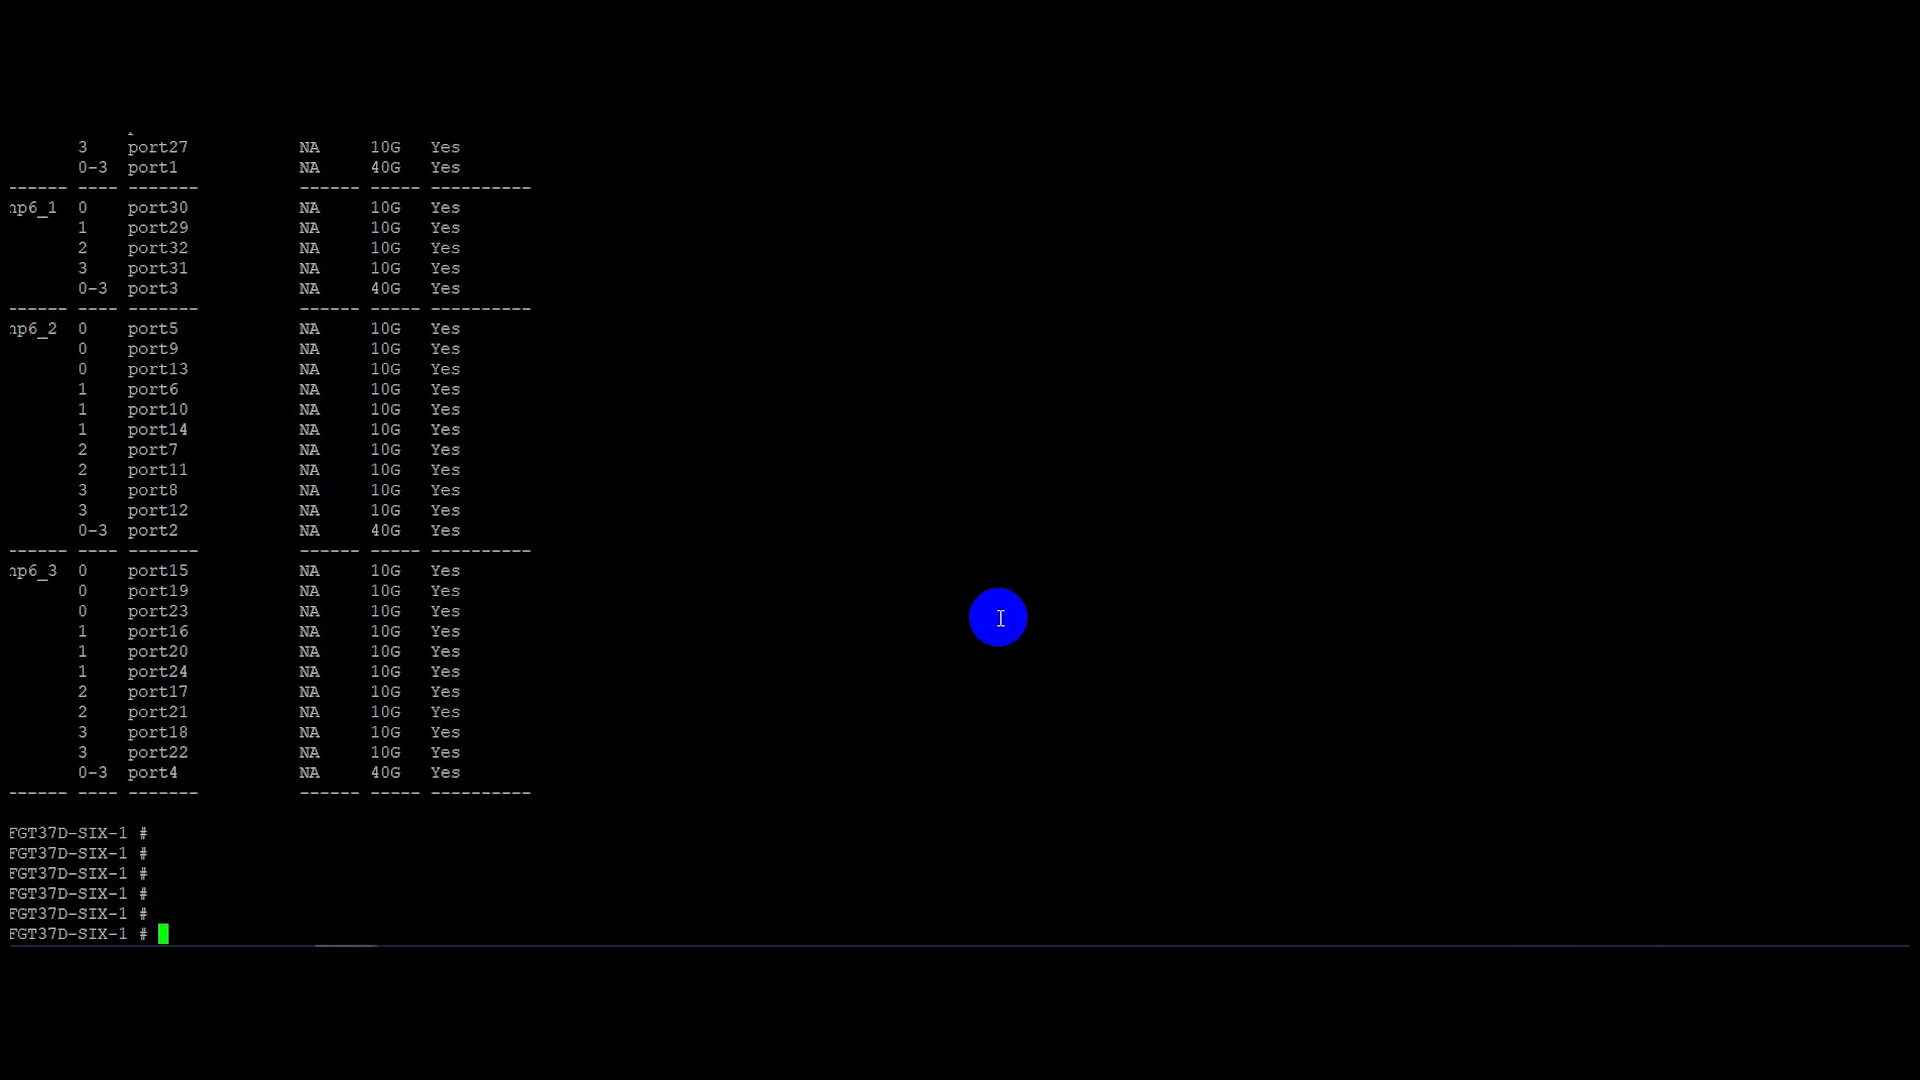 3 port27 NA 10G Yes
0-3 port1 NA 40G Yes
------ ---- ------- ------ ----- ----------
np6_1 0 port30 NA 10G Yes
1 port29 NA 10G Yes
2 port32 NA 10G Yes
3 port31 NA 10G Yes
0-3 port3 NA 40G Yes
------ ---- ------- ------ ----- ----------
np6_2 0 port5 NA 10G Yes
0 port9 NA 10G Yes
0 port13 NA 10G Yes
1 port6 NA 10G Yes
1 port10 NA 10G Yes
1 port14 NA 10G Yes
2 port7 NA 10G Yes
2 port11 NA 10G Yes
3 port8 NA 10G Yes
3 port12 NA 10G Yes
0-3 port2 NA 40G Yes
------ ---- ------- ------ ----- ----------
np6_3 0 port15 NA 10G Yes
0 port19 NA 10G Yes
0 port23 NA 10G Yes
1 port16 NA 10G Yes
1 port20 NA 10G Yes
1 port24 NA 10G Yes
2 port17 NA 10G Yes
2 port21 NA 10G Yes
3 port18 NA 10G Yes
3 port22 NA 10G Yes
0-3 port4 NA 40G Yes
------ ---- ------- ------ ----- ----------
FGT37D-SIX-1 #
FGT37D-SIX-1 #
FGT37D-SIX-1 #
FGT37D-SIX-1 #
FGT37D-SIX-1 #
FGT37D-SIX-1 #